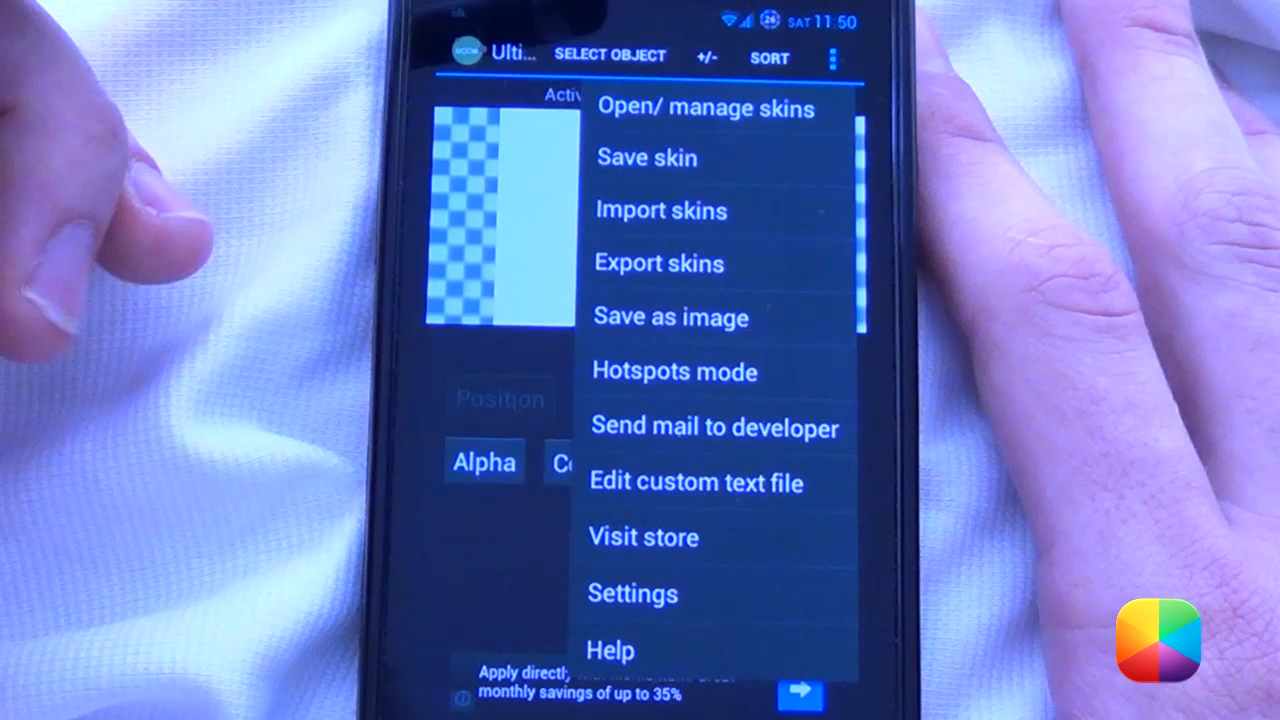 26 SAT 11:50
UCCW Ulti... SELECT OBJECT +/- SORT
Open/ manage skins
Save skin
Import skins
Export skins
Save as image
Hotspots mode
Position
Send mail to developer
Alpha
Edit custom text file
Visit store
Settings
Help
Apply directly
monthly savings of up to 35%